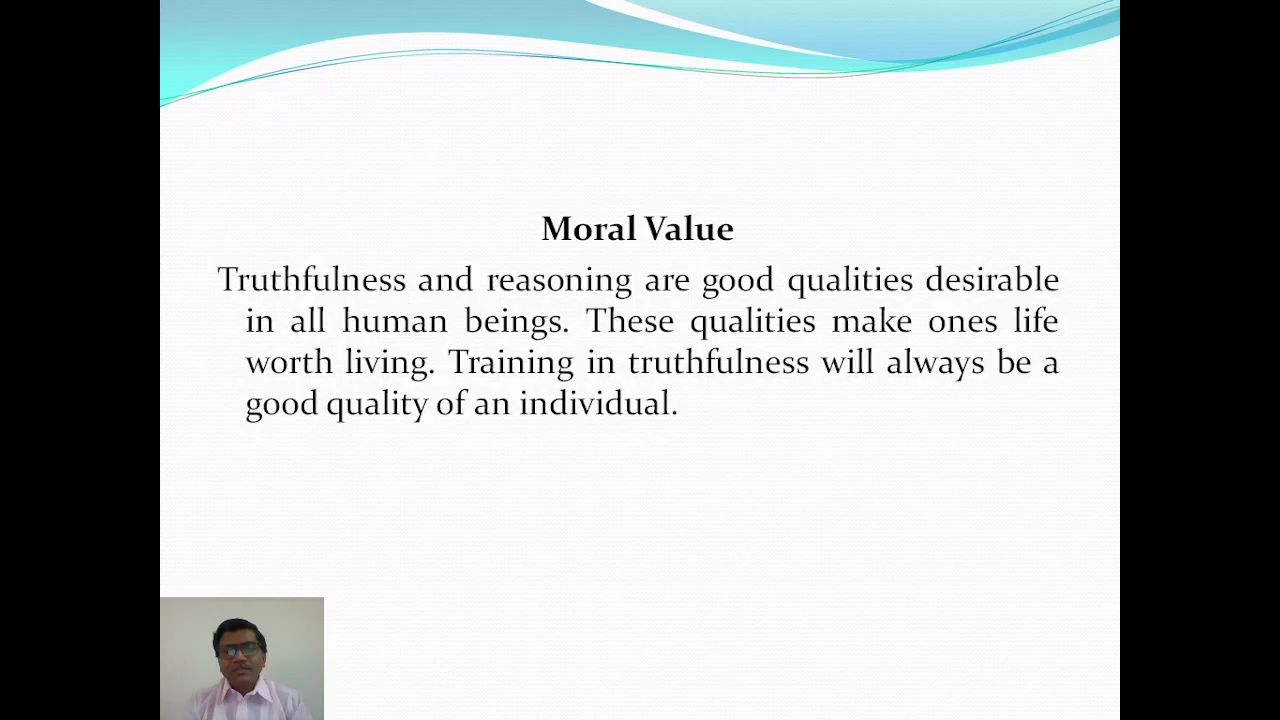 Moral Value
Truthfulness and reasoning are good qualities desirable
in all human beings. These qualities make ones life
worth living. Training in truthfulness will always be a
good quality of an individual.